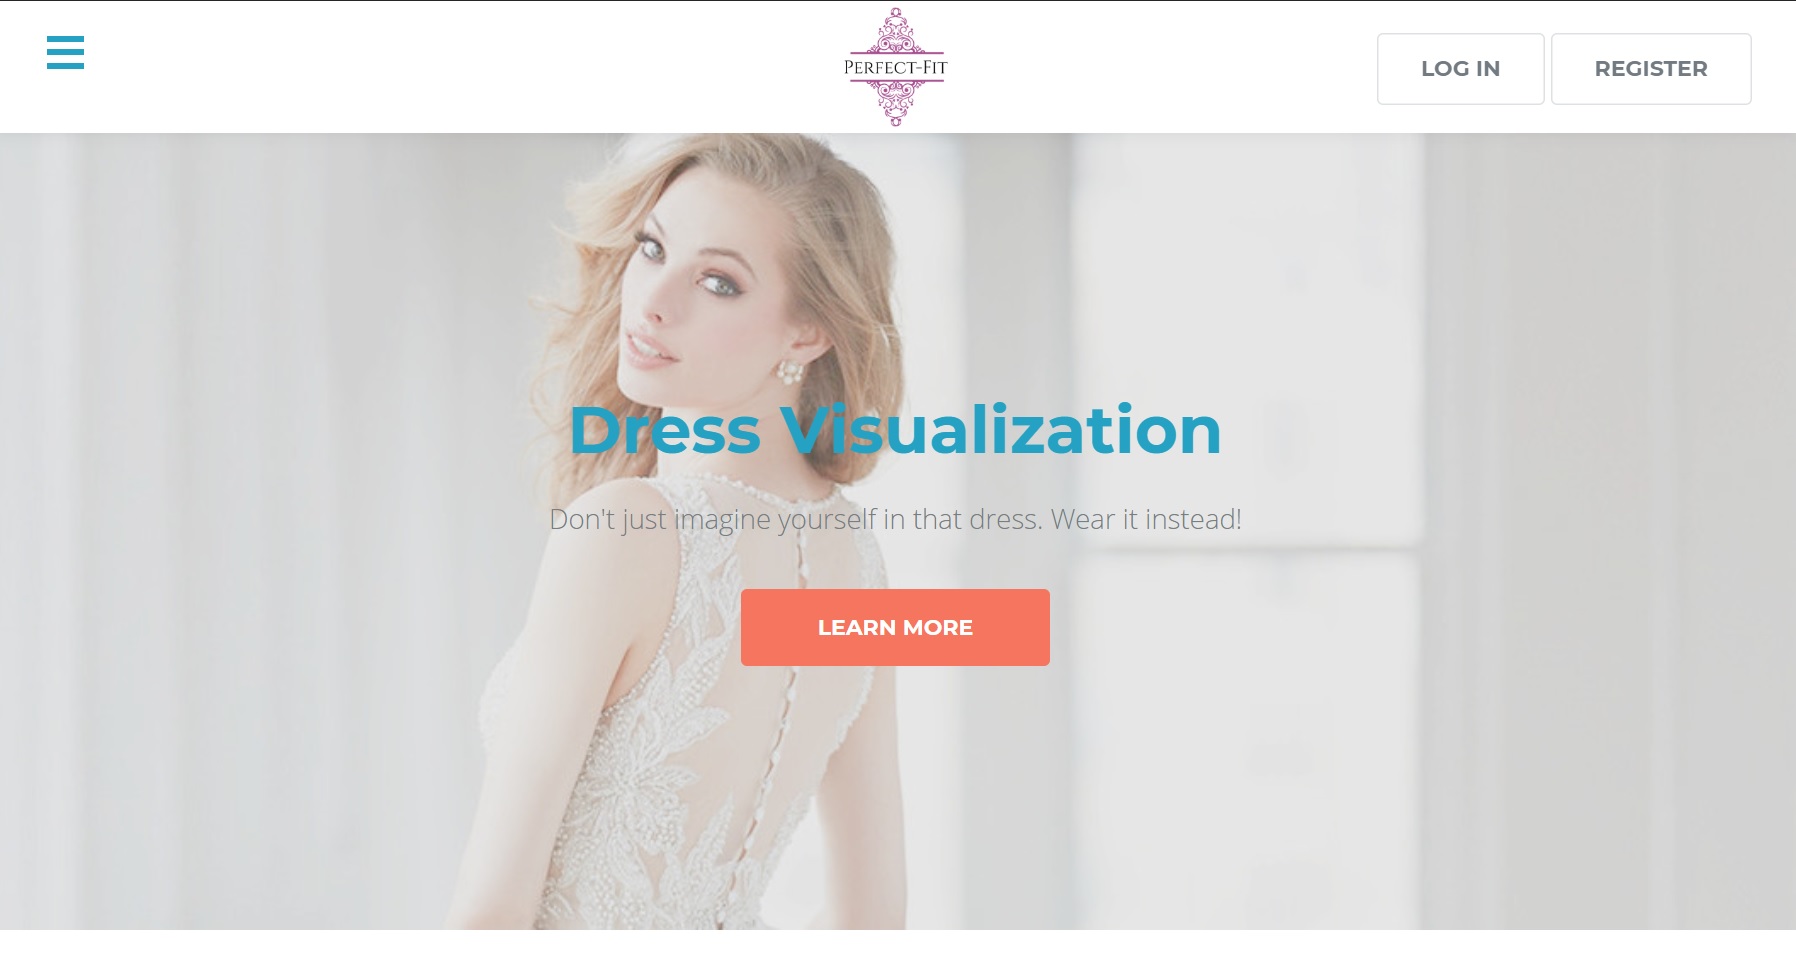 PERFECT-FIT
LOG IN
REGISTER
Dress Visualization
Don't just imagine yourself in that dress. Wear it instead!
LEARN MORE